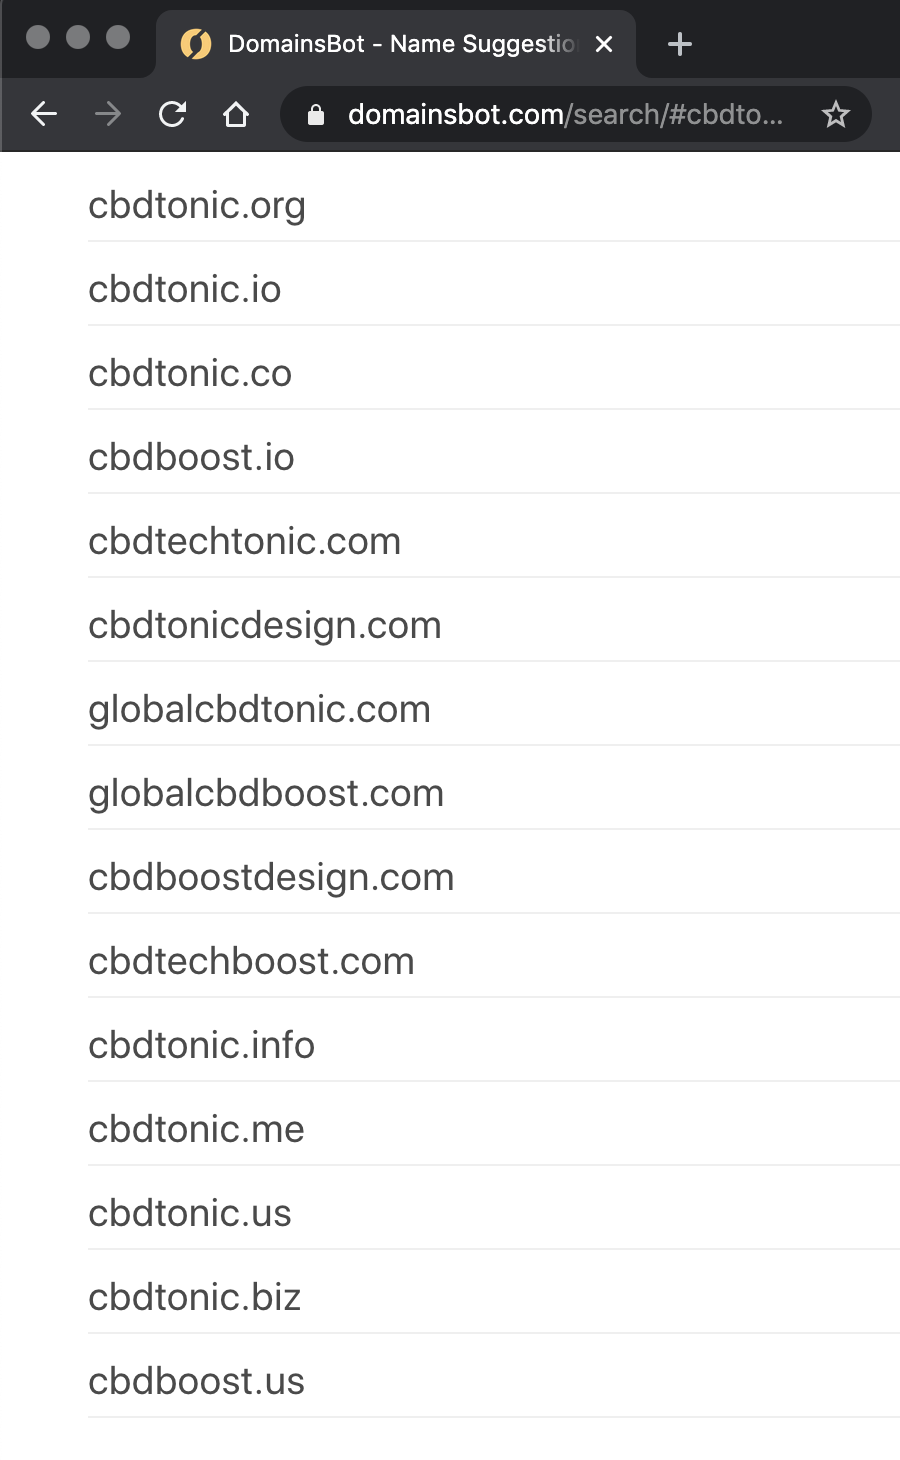 DomainsBot - Name Suggestio
domainsbot.com/search/#cbdto...
cbdtonic.org
cbdtonic.io
cbdtonic.co
cbdboost.io
cbdtechtonic.com
cbdtonicdesign.com
globalcbdtonic.com
globalcbdboost.com
cbdboostdesign.com
cbdtechboost.com
cbdtonic.info
cbdtonic.me
cbdtonic.us
cbdtonic.biz
cbdboost.us